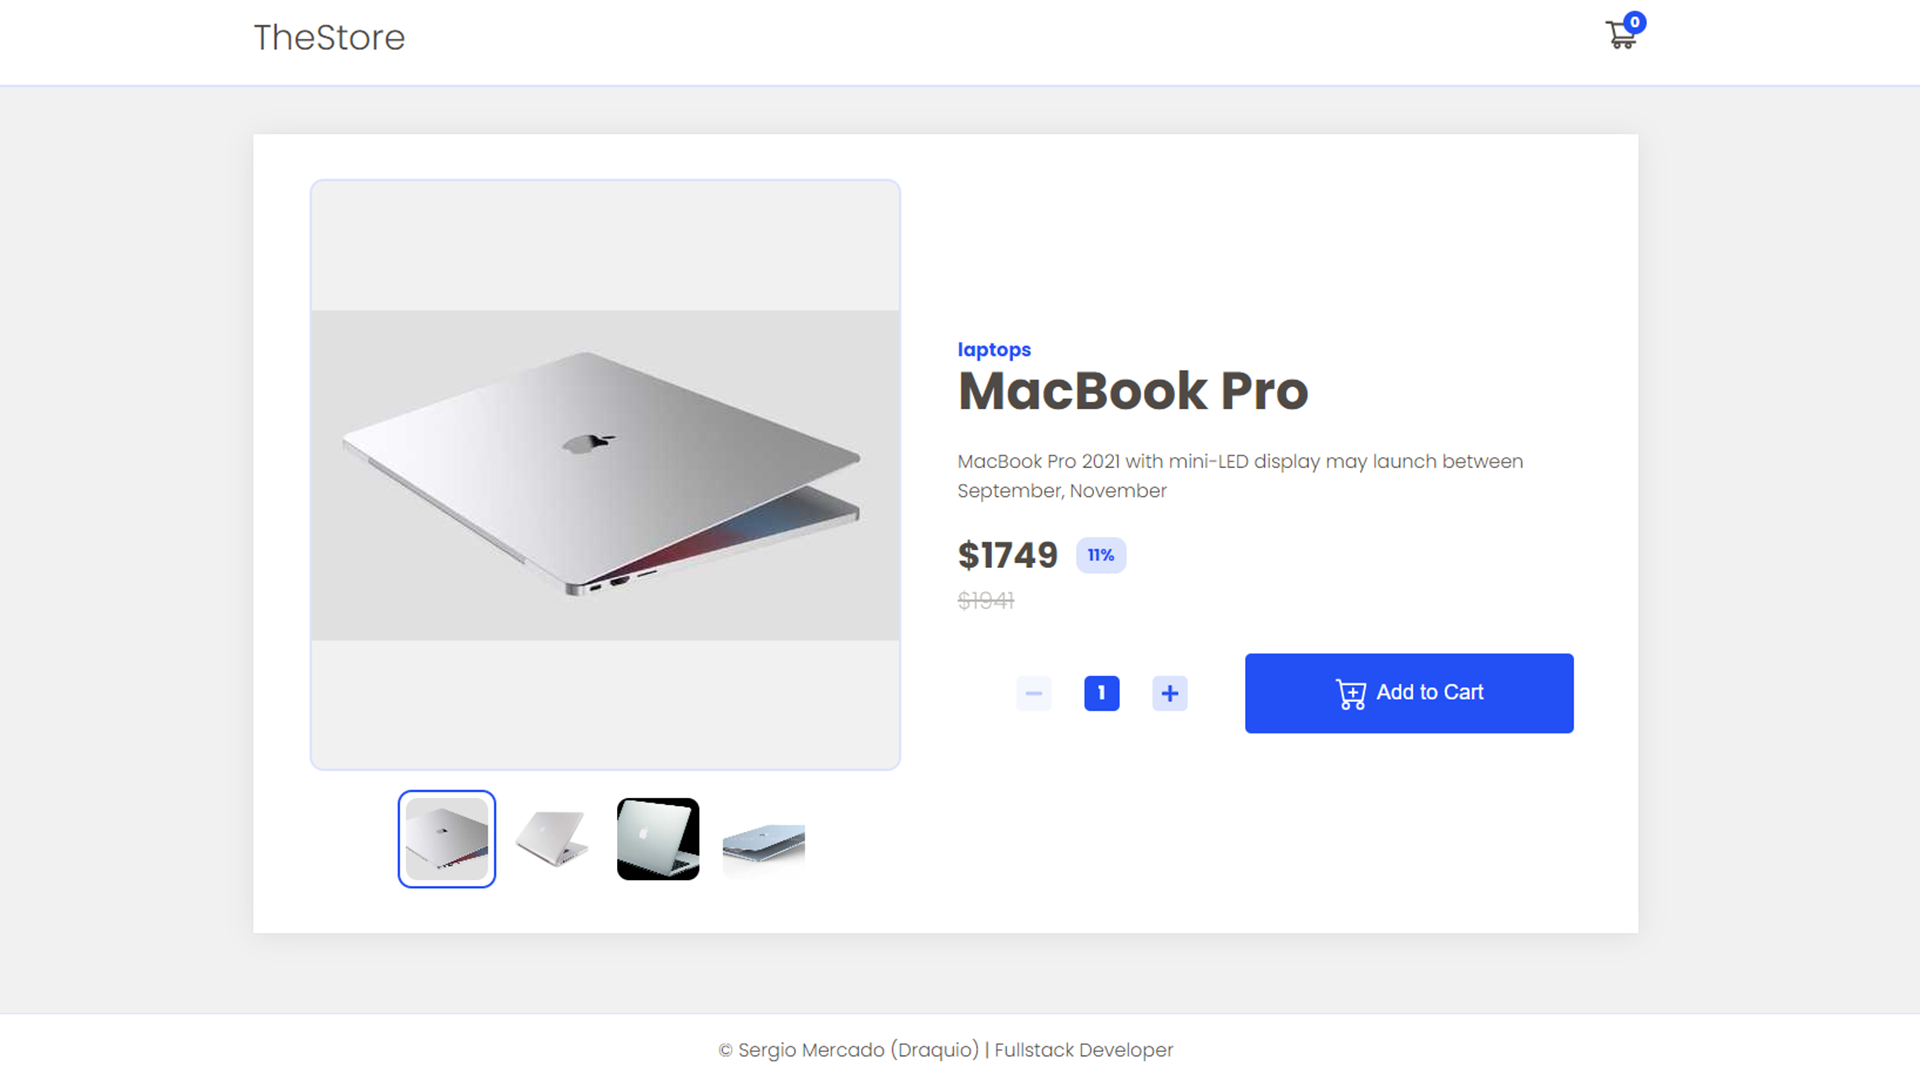 TheStore
0
laptops
MacBook Pro
MacBook Pro 2021 with mini-LED display may launch between
September, November
$1749 11%
$1941
1
Add to Cart
© Sergio Mercado (Draquio) | Fullstack Developer